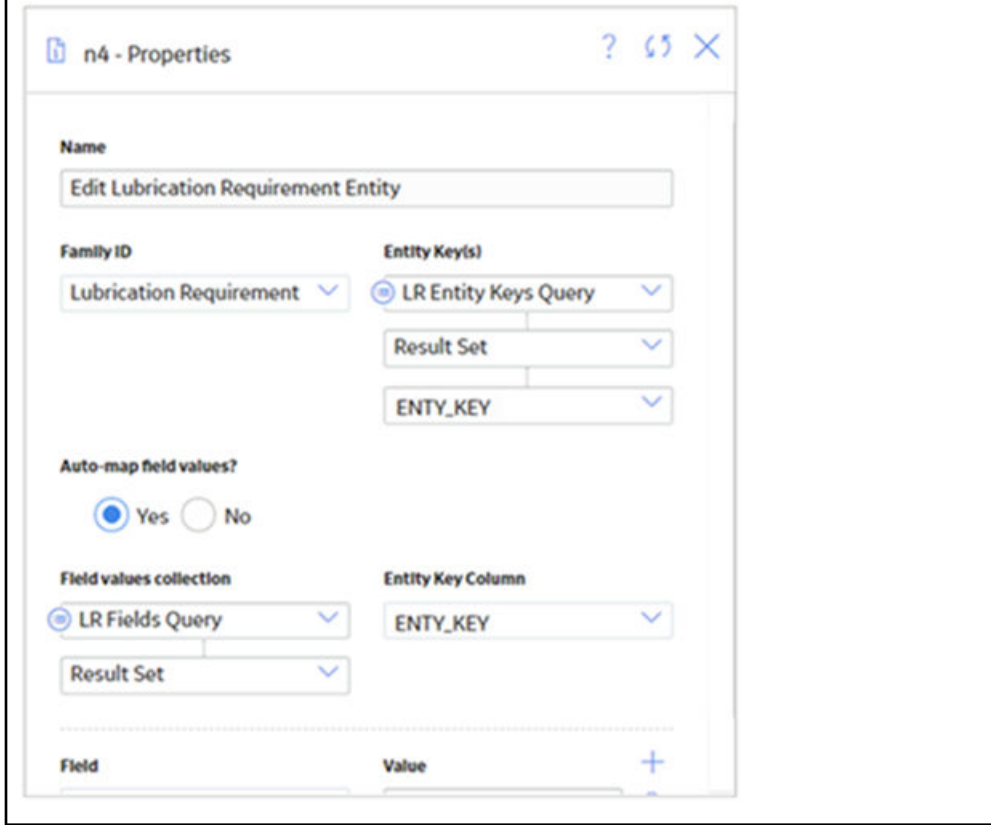 n4 - Properties
?
Name
Edit Lubrication Requirement Entity
Family ID Entity Key(s)
Lubrication Requirement LR Entity Keys Query
Result Set
ENTY_KEY
Auto-map field values?
Yes No
Field values collection Entity Key Column
LR Fields Query ENTY_KEY
Result Set
Field Value